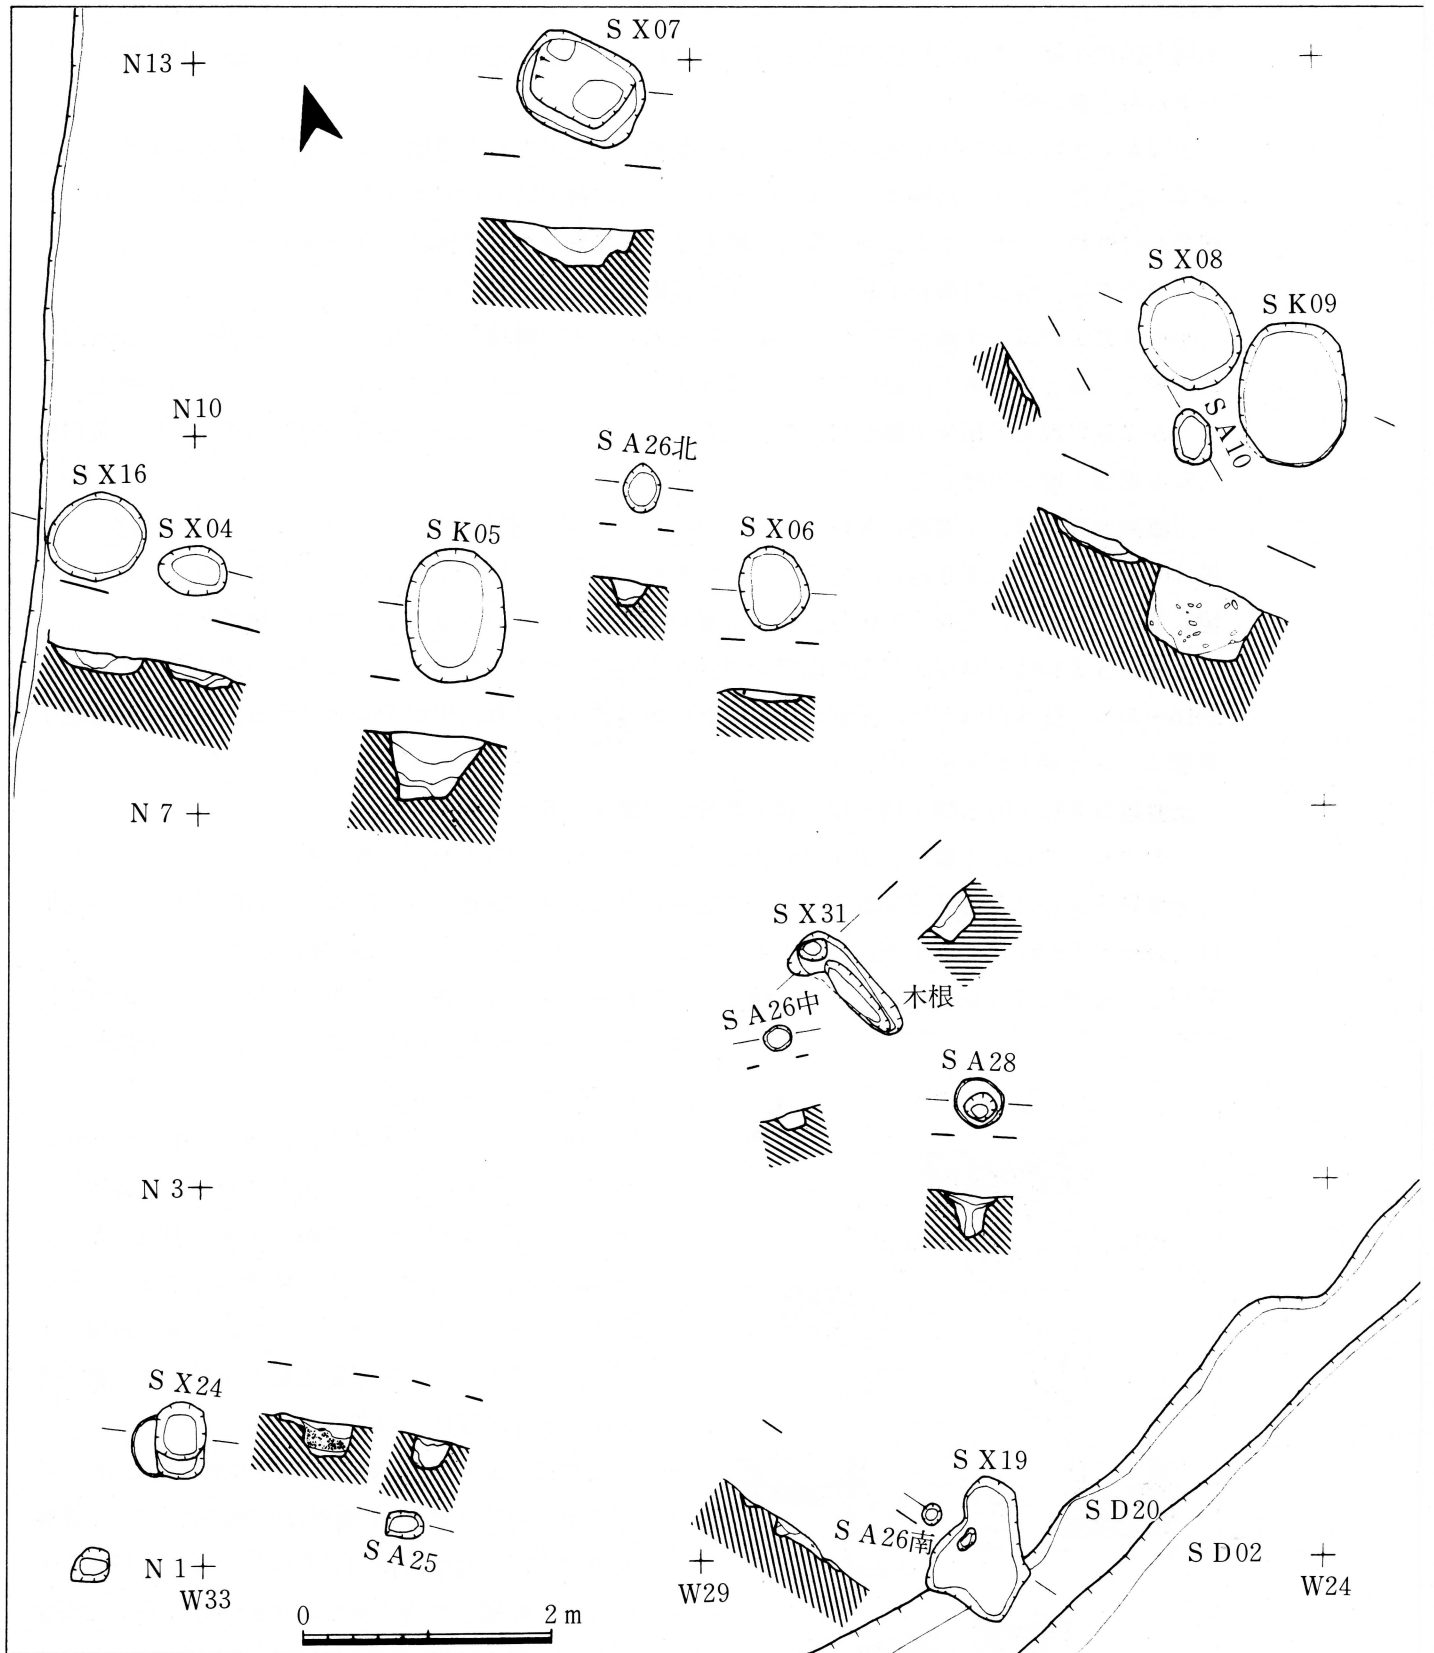 S X07
N13
S X08
S K09
N10
S A26北
S A10
S X16
S X04
S K05
S X06
N 7
S X31
木根
S A26中
S A28
N 3
S X24
S X19
S D20
S A26南
S D02
S A25
N 1
W33
W29
W24
0
2 m